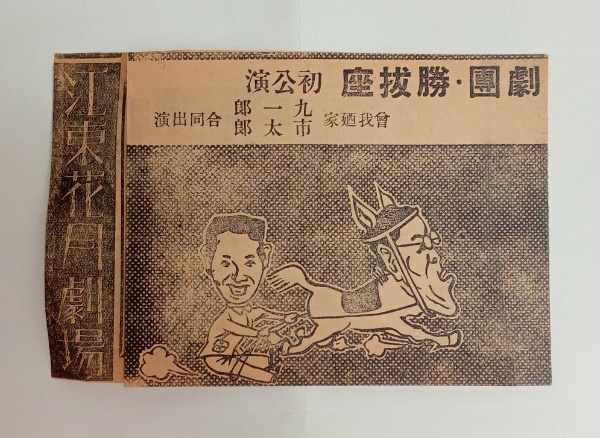 劇團・勝拔座 初公演
曾我廼家
九一郎
市太郎
合同出演
江東花月劇場